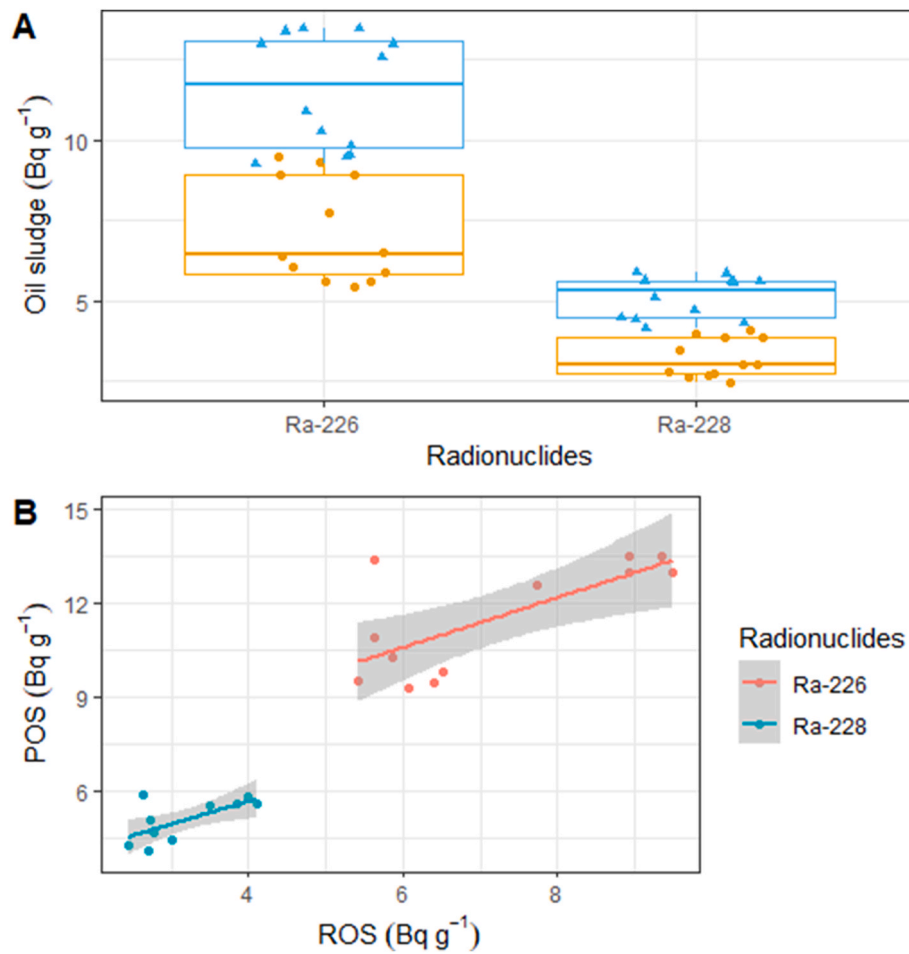 A
Oil sludge (Bq g⁻¹)
10
5
Ra-226
Ra-228
Radionuclides
B
POS (Bq g⁻¹)
15
12
9
6
4
6
8
ROS (Bq g⁻¹)
Radionuclides
Ra-226
Ra-228